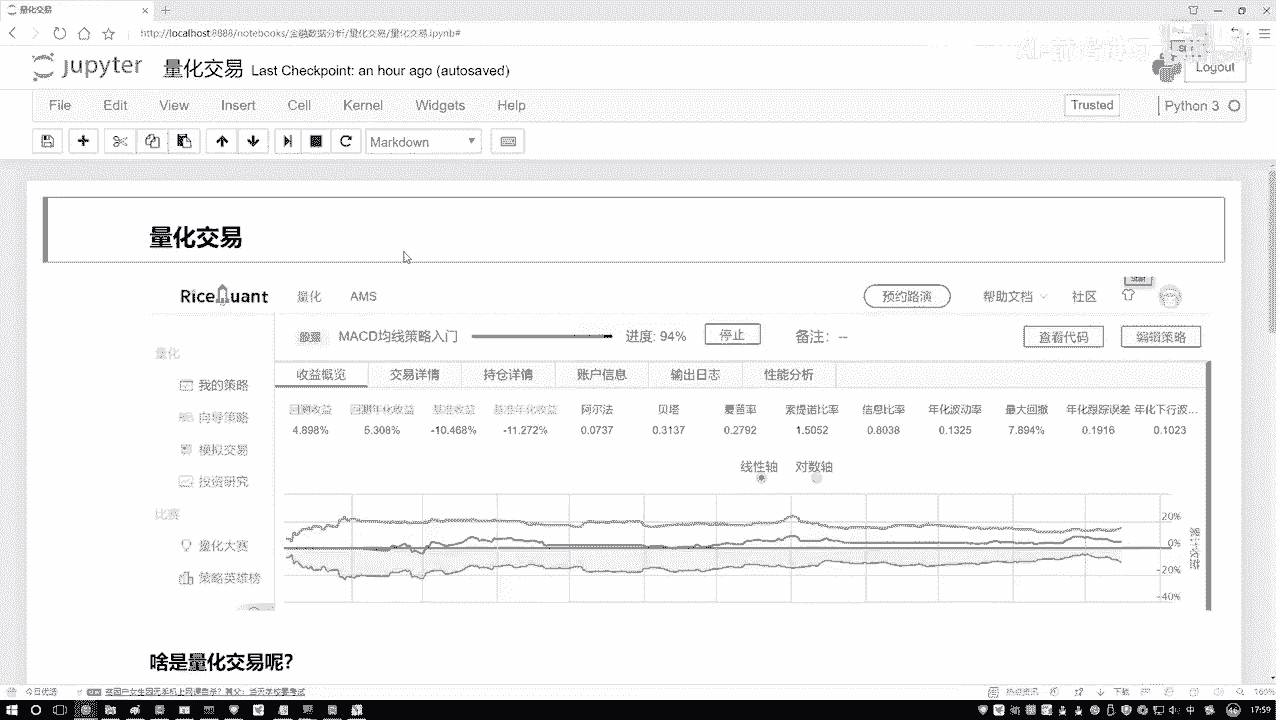 量化交易
http://localhost:8888/notebooks/金融数据分析/量化交易/量化交易.ipynb#
jupyter 量化交易 Last Checkpoint: an hour ago (autosaved)
Logout
File Edit View Insert Cell Kernel Widgets Help
Trusted Python 3
Markdown
量化交易
RiceQuant 量化 AMS 预约路演 帮助文档 社区
股票 MACD均线策略入门 进度: 94% 停止 备注: -- 查看代码 编辑策略
量化
我的策略
向导策略
模拟交易
投资研究
比赛
量化大赛
策略英雄榜
收益概览 交易详情 持仓详情 账户信息 输出日志 性能分析
回测收益 回测年化收益 基准收益 基准年化收益 阿尔法 贝塔 夏普率 索提诺比率 信息比率 年化波动率 最大回撤 年化跟踪误差 年化下行波...
4.898% 5.308% -10.468% -11.272% 0.0737 0.3137 0.2792 1.5052 0.8038 0.1325 7.894% 0.1916 0.1023
线性轴 对数轴
20%
0%
-20%
-40%
啥是量化交易呢?
今日优选
热点资讯 下载 160%
中 17:59